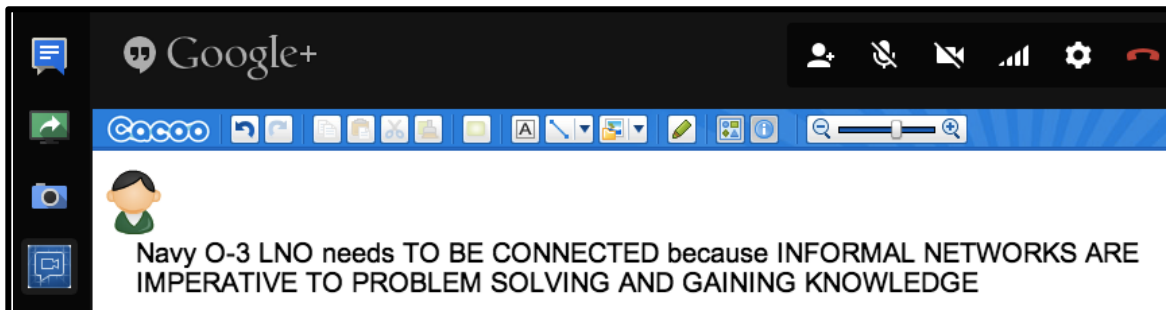 Google+
Cacoo
A
Navy O-3 LNO needs TO BE CONNECTED because INFORMAL NETWORKS ARE
IMPERATIVE TO PROBLEM SOLVING AND GAINING KNOWLEDGE